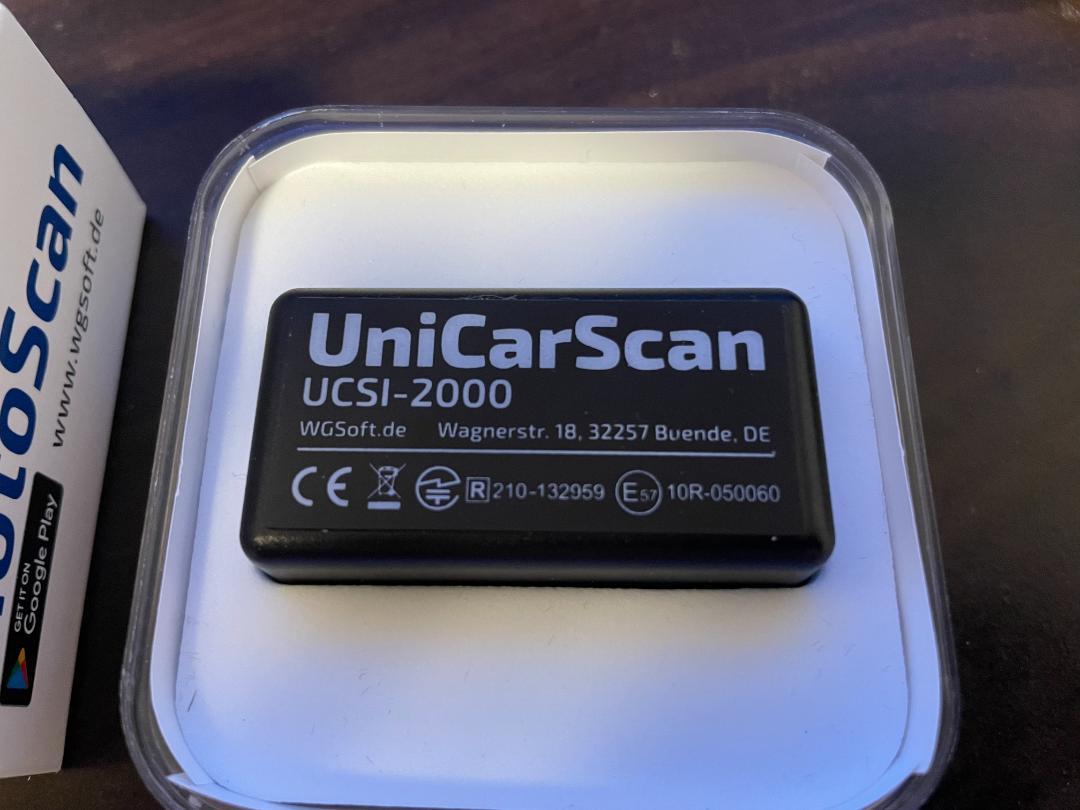 UniCarScan
UCSI-2000
WGSoft.de Wagnerstr. 18, 32257 Buende, DE
CE R 210-132959 E57 10R-050060
www.wgsoft.de
GET IT ON
Google Play